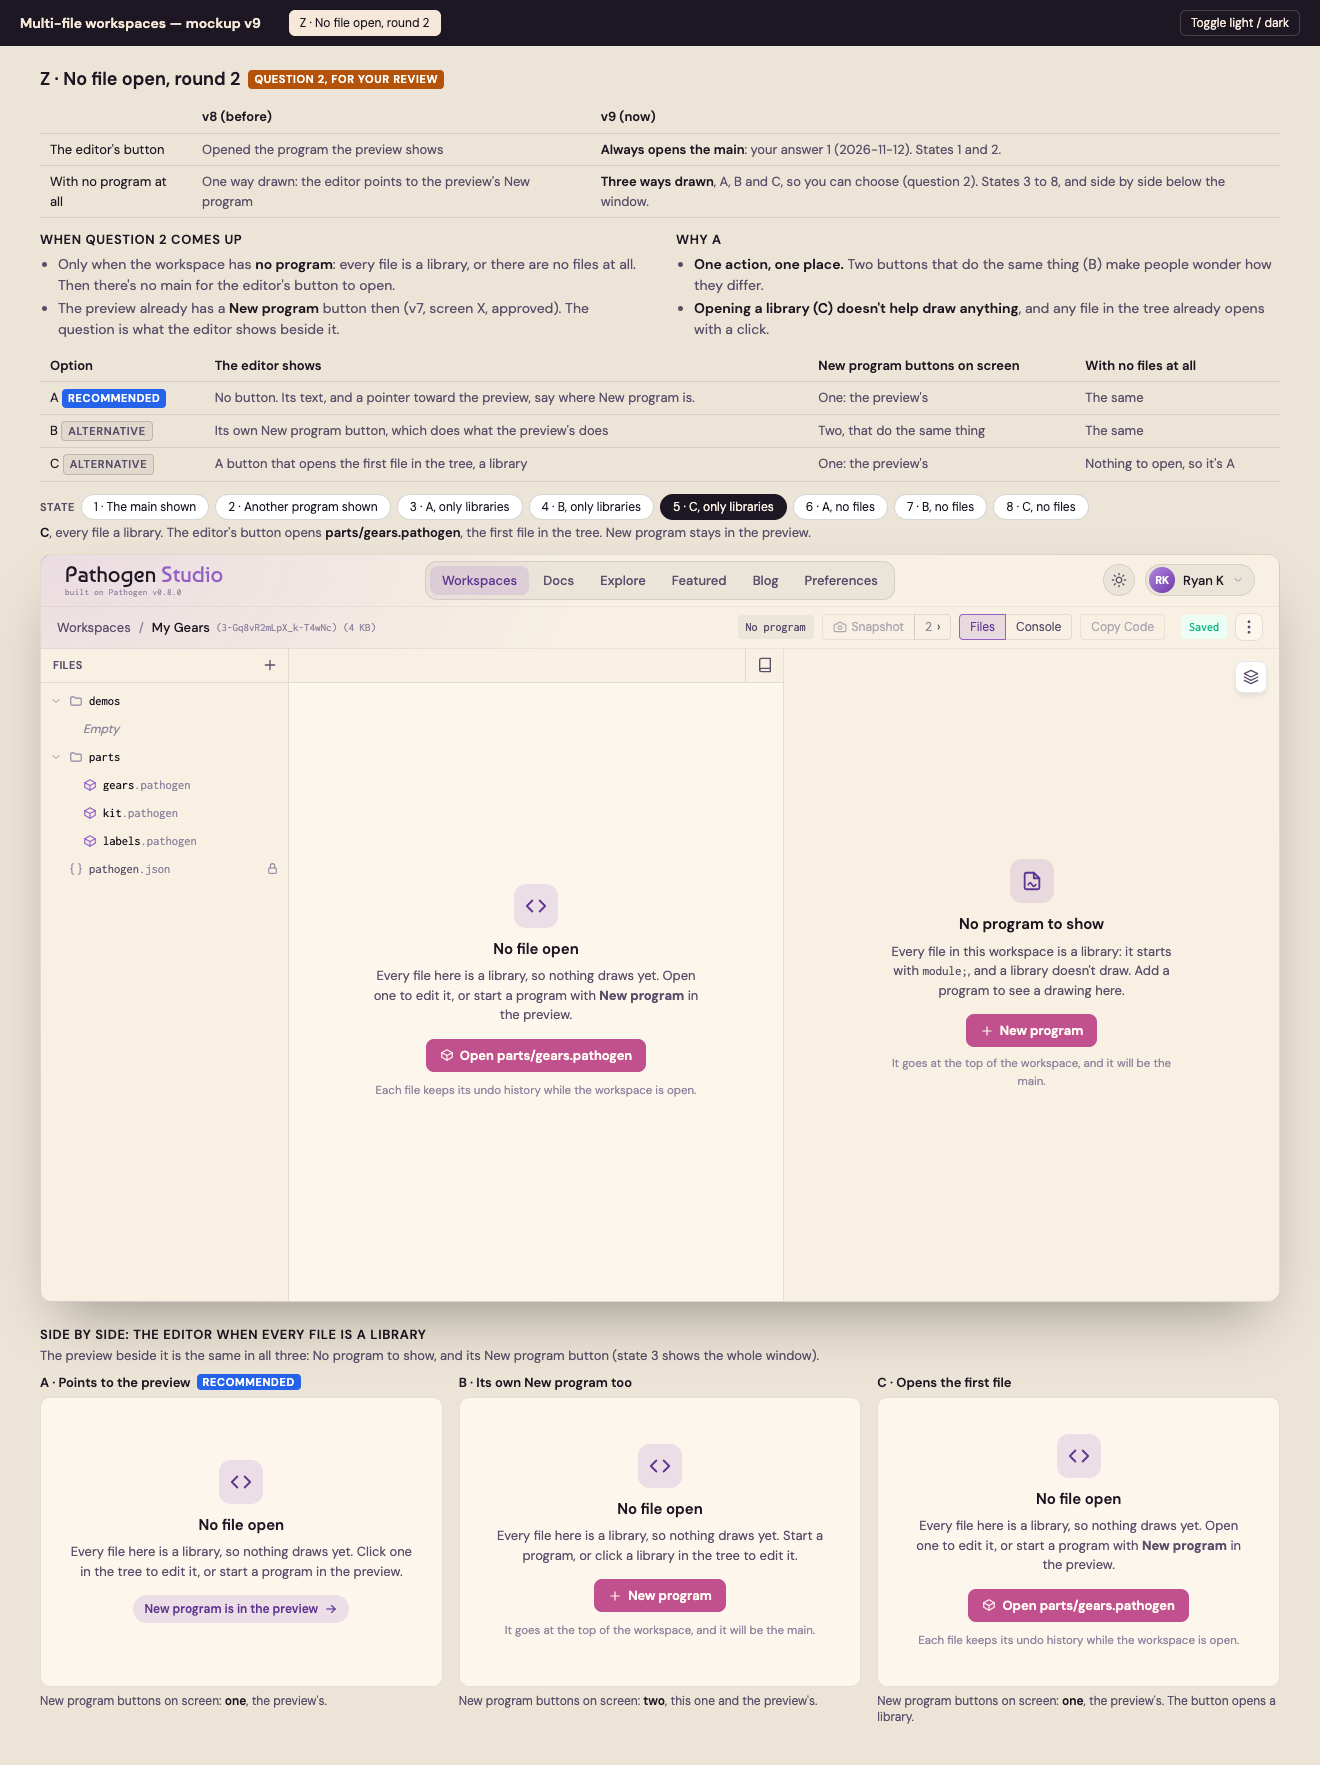 Multi-file workspaces — mockup v9
Z · No file open, round 2
Toggle light / dark
Z · No file open, round 2 QUESTION 2, FOR YOUR REVIEW
v8 (before) v9 (now)
The editor's button Opened the program the preview shows Always opens the main: your answer 1 (2026-11-12). States 1 and 2.
With no program at all One way drawn: the editor points to the preview's New program Three ways drawn, A, B and C, so you can choose (question 2). States 3 to 8, and side by side below the window.
WHEN QUESTION 2 COMES UP
• Only when the workspace has no program: every file is a library, or there are no files at all.
Then there's no main for the editor's button to open.
• The preview already has a New program button then (v7, screen X, approved). The
question is what the editor shows beside it.
WHY A
• One action, one place. Two buttons that do the same thing (B) make people wonder how
they differ.
• Opening a library (C) doesn't help draw anything, and any file in the tree already opens
with a click.
Option The editor shows New program buttons on screen With no files at all
A RECOMMENDED No button. Its text, and a pointer toward the preview, say where New program is. One: the preview's The same
B ALTERNATIVE Its own New program button, which does what the preview's does Two, that do the same thing The same
C ALTERNATIVE A button that opens the first file in the tree, a library One: the preview's Nothing to open, so it's A
STATE 1 · The main shown 2 · Another program shown 3 · A, only libraries 4 · B, only libraries 5 · C, only libraries 6 · A, no files 7 · B, no files 8 · C, no files
C, every file a library. The editor's button opens parts/gears.pathogen, the first file in the tree. New program stays in the preview.
Pathogen Studio
built on Pathogen v0.8.0
Workspaces Docs Explore Featured Blog Preferences
RK Ryan K
Workspaces / My Gears (3-Gq8vR2mLpX_k-T4wNc) (4 KB)
No program Snapshot 2 › Files Console Copy Code Saved
FILES
demos
Empty
parts
gears.pathogen
kit.pathogen
labels.pathogen
{} pathogen.json
No file open
Every file here is a library, so nothing draws yet. Open
one to edit it, or start a program with New program in
the preview.
Open parts/gears.pathogen
Each file keeps its undo history while the workspace is open.
No program to show
Every file in this workspace is a library: it starts
with module;, and a library doesn't draw. Add a
program to see a drawing here.
+ New program
It goes at the top of the workspace, and it will be the
main.
SIDE BY SIDE: THE EDITOR WHEN EVERY FILE IS A LIBRARY
The preview beside it is the same in all three: No program to show, and its New program button (state 3 shows the whole window).
A · Points to the preview RECOMMENDED
No file open
Every file here is a library, so nothing draws yet. Click one
in the tree to edit it, or start a program in the preview.
New program is in the preview →
New program buttons on screen: one, the preview's.
B · Its own New program too
No file open
Every file here is a library, so nothing draws yet. Start a
program, or click a library in the tree to edit it.
+ New program
It goes at the top of the workspace, and it will be the main.
New program buttons on screen: two, this one and the preview's.
C · Opens the first file
No file open
Every file here is a library, so nothing draws yet. Open
one to edit it, or start a program with New program in
the preview.
Open parts/gears.pathogen
Each file keeps its undo history while the workspace is open.
New program buttons on screen: one, the preview's. The button opens a
library.